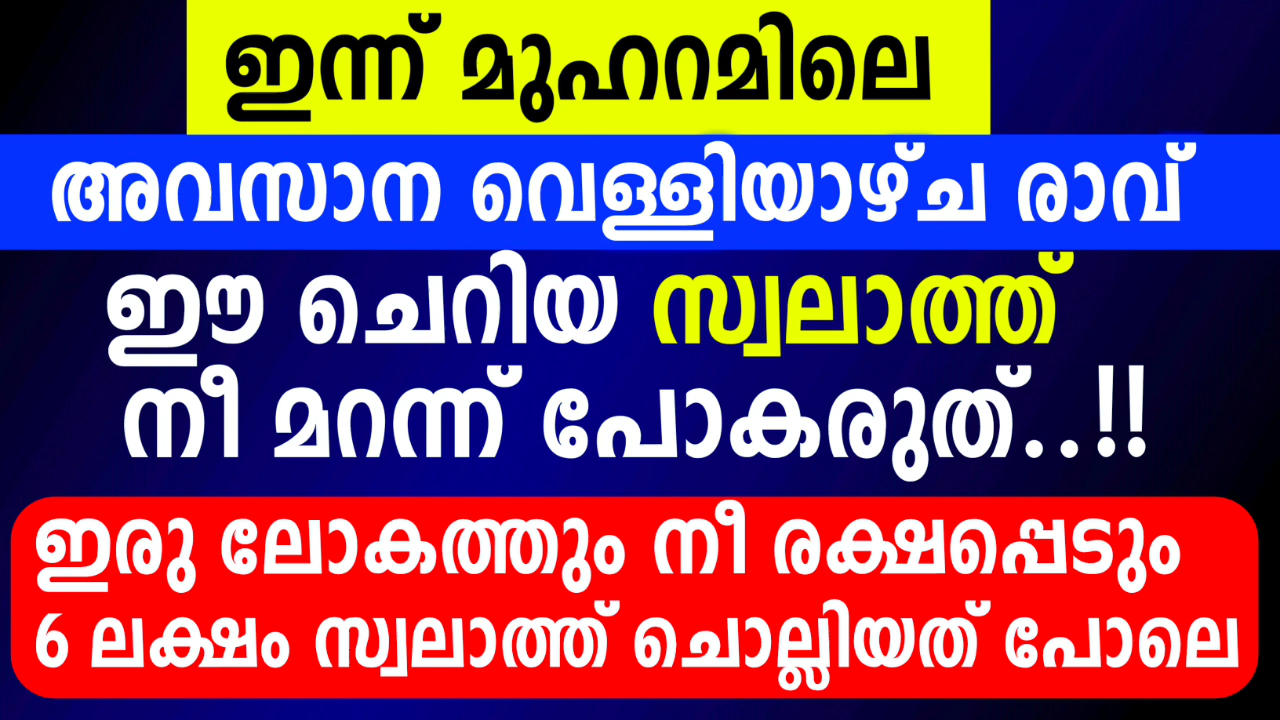 ഇന്ന് മുഹറമിലെ
അവസാന വെള്ളിയാഴ്ച രാവ്
ഈ ചെറിയ സ്വലാത്ത്
നീ മറന്ന് പോകരുത്..!!
ഇരു ലോകത്തും നീ രക്ഷപ്പെടും
6 ലക്ഷം സ്വലാത്ത് ചൊല്ലിയത് പോലെ